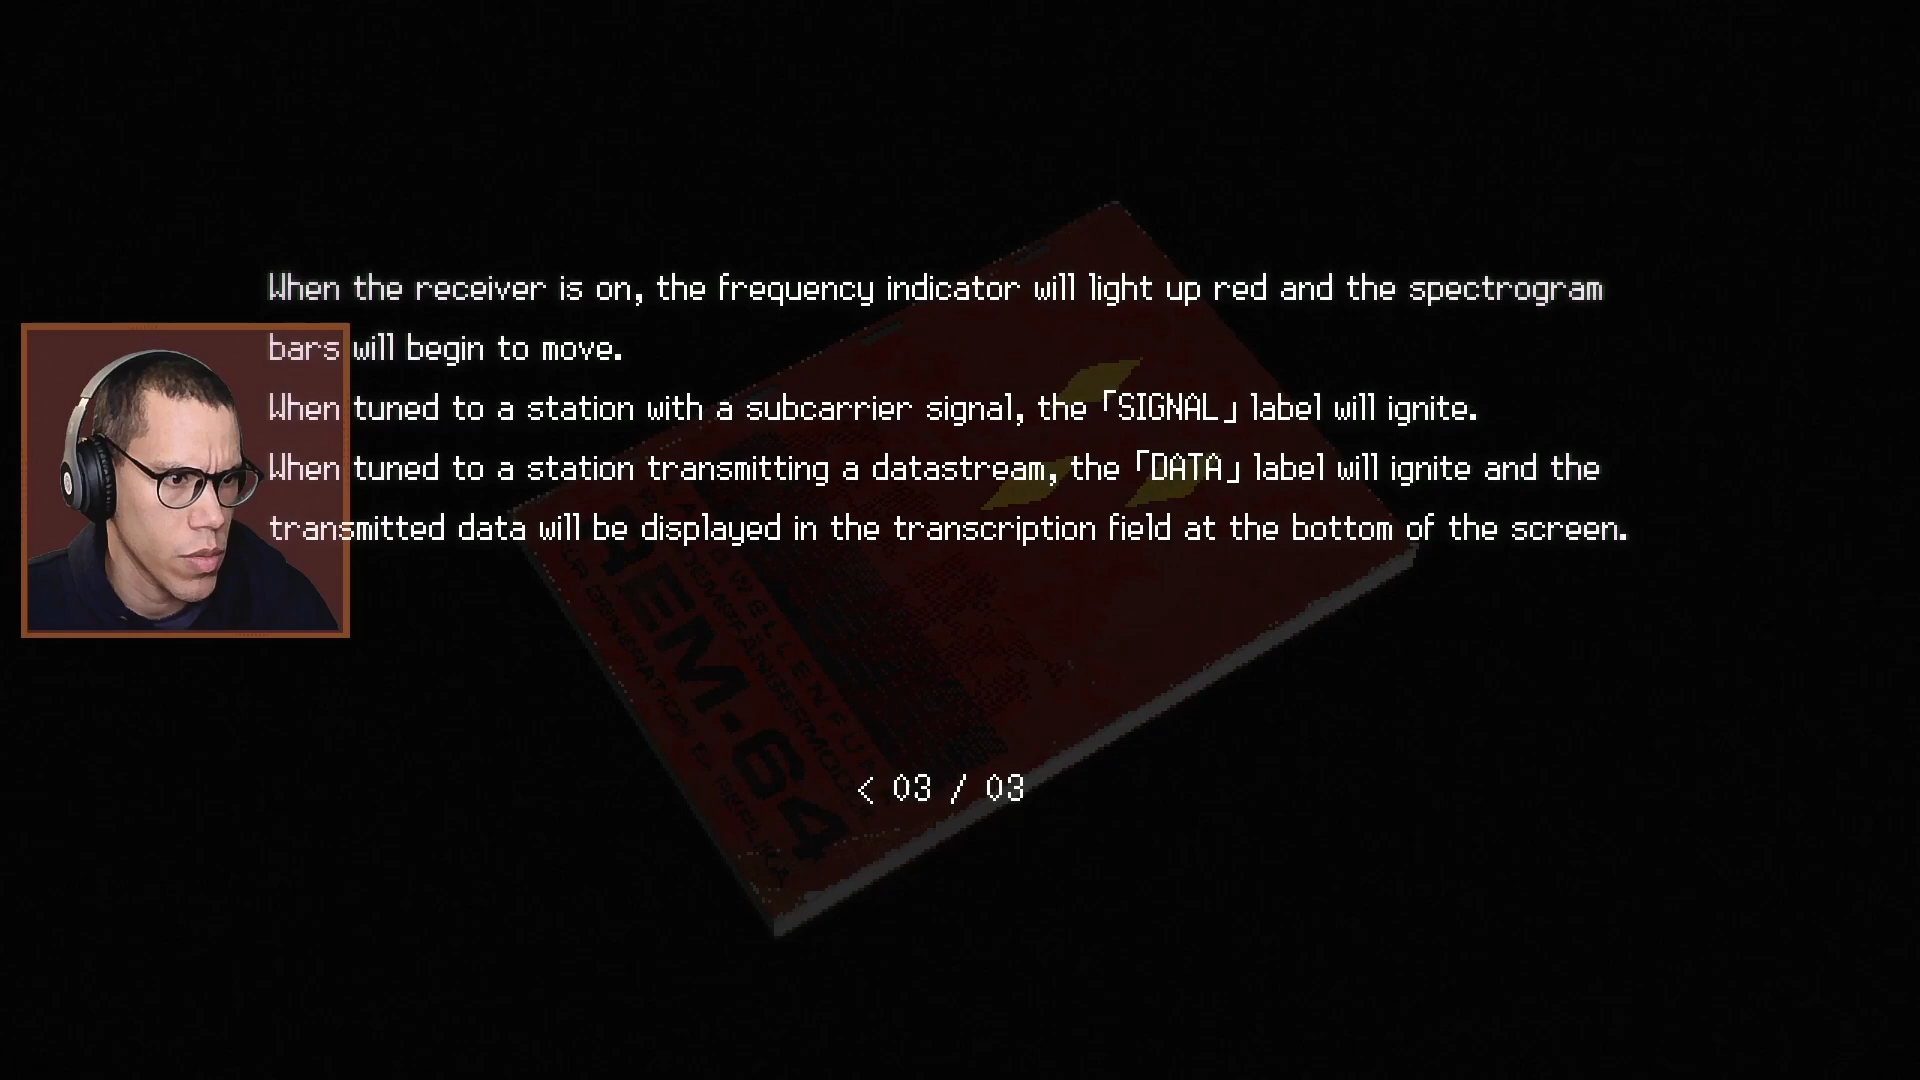 When the receiver is on, the frequency indicator will light up red and the spectrogram
bars will begin to move.
When tuned to a station with a subcarrier signal, the 「SIGNAL」 label will ignite.
When tuned to a station transmitting a datastream, the 「DATA」 label will ignite and the
transmitted data will be displayed in the transcription field at the bottom of the screen.
REM-64
< 03 / 03